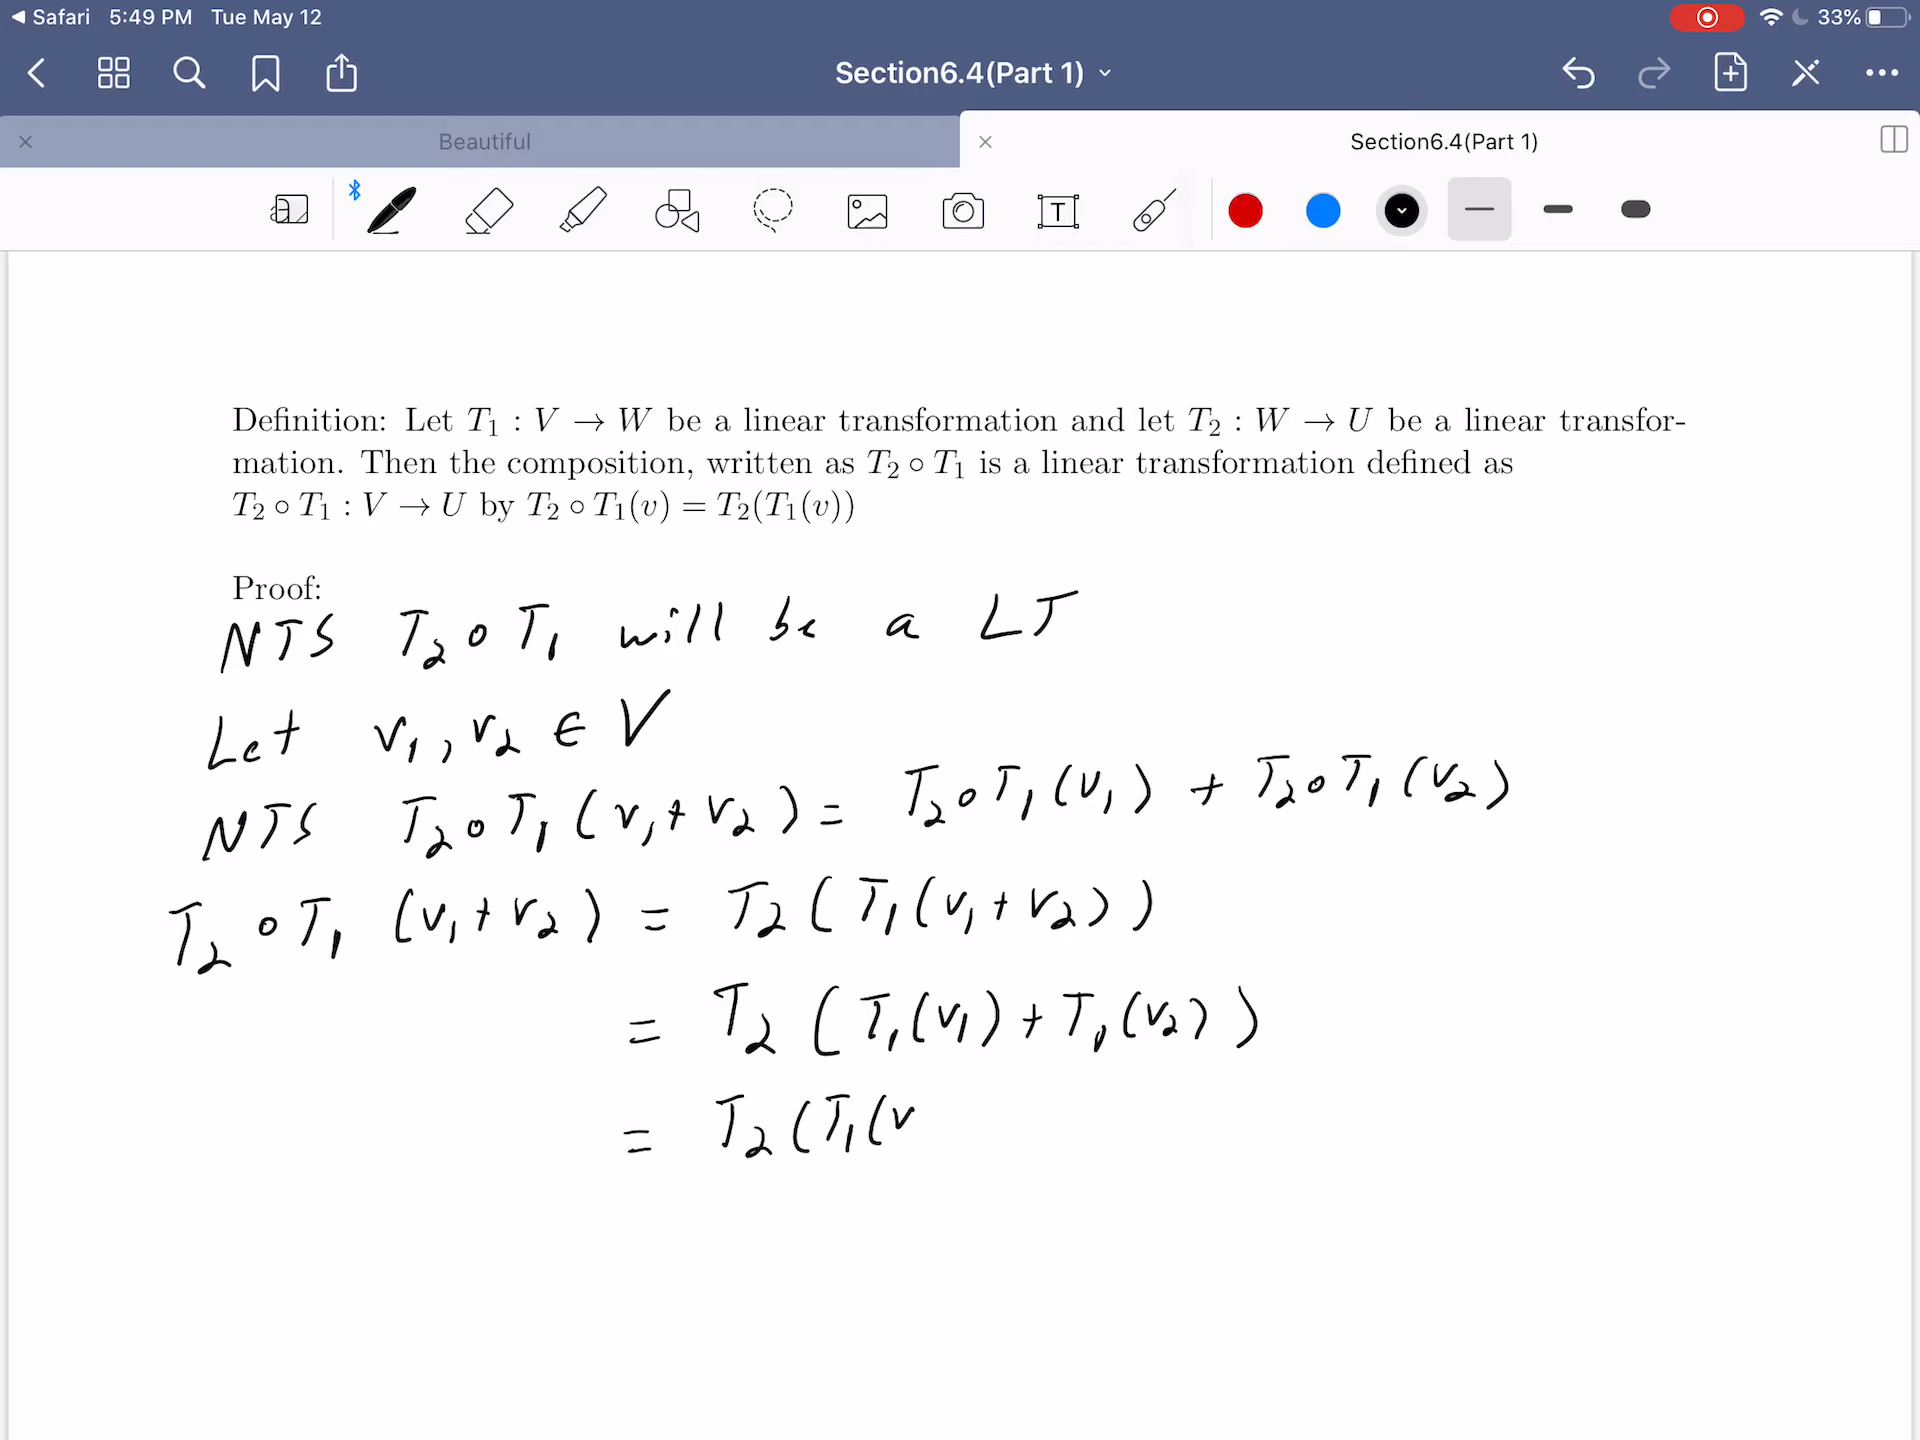 Safari 5:49 PM Tue May 12 33%
Section6.4(Part 1)
Beautiful Section6.4(Part 1)
Definition: Let T₁ : V → W be a linear transformation and let T₂ : W → U be a linear transfor-
mation. Then the composition, written as T₂ ∘ T₁ is a linear transformation defined as
T₂ ∘ T₁ : V → U by T₂ ∘ T₁(v) = T₂(T₁(v))
Proof:
NTS T₂ ∘ T₁ will be a LT
Let v₁, v₂ ∈ V
NTS T₂ ∘ T₁ (v₁ + v₂) = T₂ ∘ T₁ (v₁) + T₂ ∘ T₁ (v₂)
T₂ ∘ T₁ (v₁ + v₂) = T₂ (T₁ (v₁ + v₂))
= T₂ (T₁(v₁) + T₁(v₂))
= T₂ (T₁(v